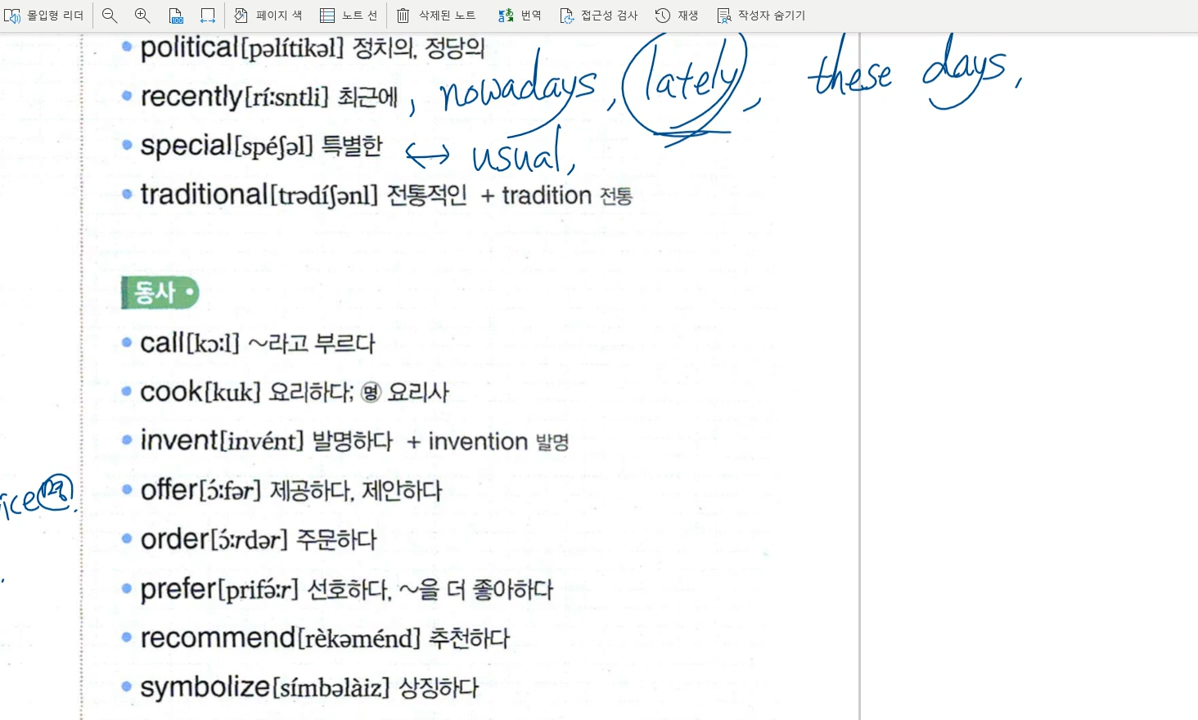 몰입형 리더 페이지 색 노트 선 삭제된 노트 번역 접근성 검사 재생 작성자 숨기기
political[pəlítikəl] 정치의, 정당의
recently[ríːsntli] 최근에, nowadays, lately, these days,
special[spéʃəl] 특별한 ↔ usual,
traditional[trədíʃənl] 전통적인 + tradition 전통
동사
call[kɔːl] ～라고 부르다
cook[kuk] 요리하다; 명 요리사
invent[invént] 발명하다 + invention 발명
offer[ɔ́ːfər] 제공하다, 제안하다
order[ɔ́ːrdər] 주문하다
prefer[prifə́ːr] 선호하다, ～을 더 좋아하다
recommend[rèkəménd] 추천하다
symbolize[símbəlàiz] 상징하다